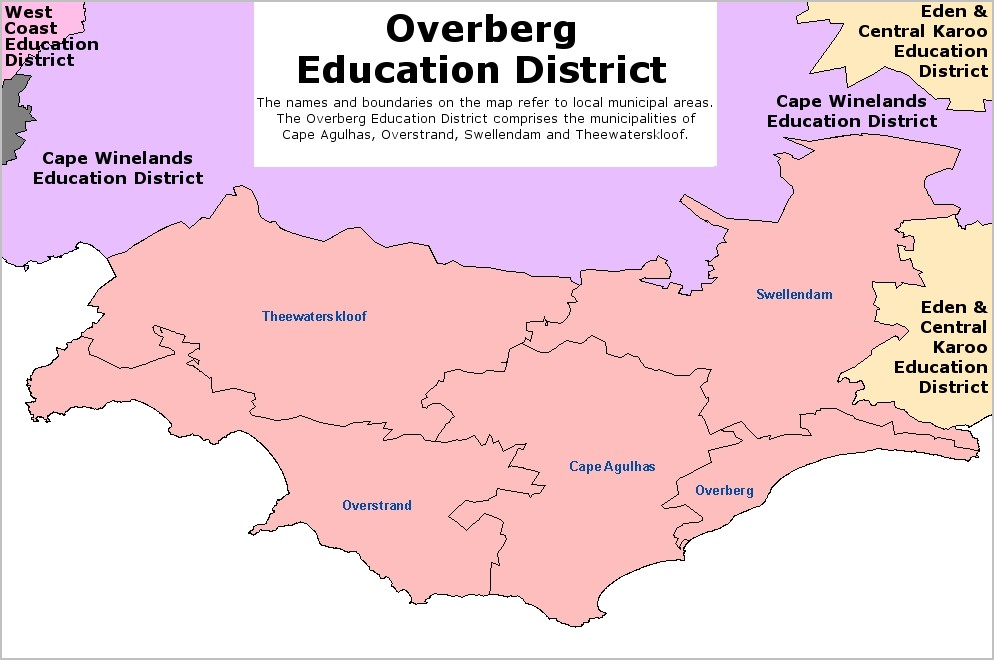 West
Coast
Education
District
Overberg
Education District
The names and boundaries on the map refer to local municipal areas.
The Overberg Education District comprises the municipalities of
Cape Agulhas, Overstrand, Swellendam and Theewaterskloof.
Eden &
Central Karoo
Education
District
Cape Winelands
Education District
Cape Winelands
Education District
Swellendam
Theewaterskloof
Eden &
Central
Karoo
Education
District
Cape Agulhas
Overberg
Overstrand